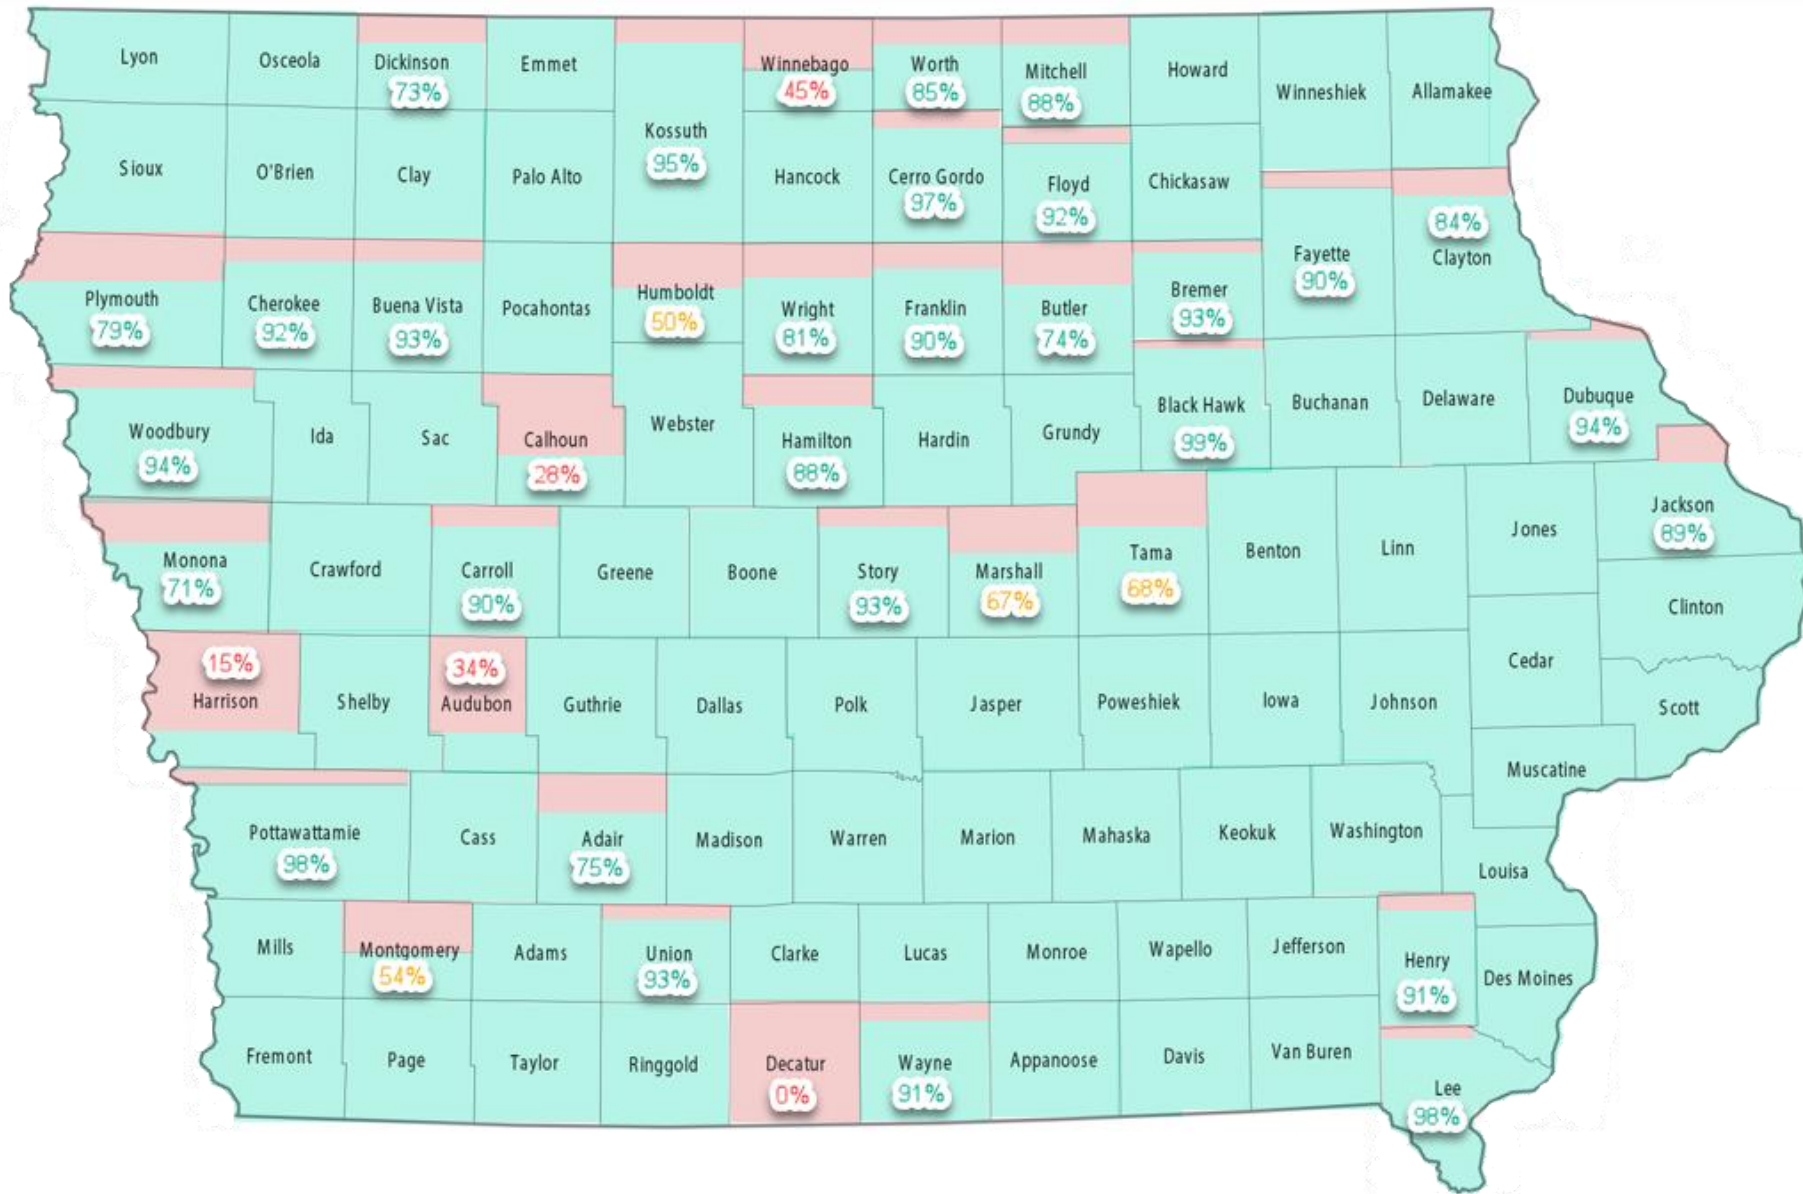 Lyon
Osceola
Dickinson
73%
Emmet
Kossuth
95%
Winnebago
45%
Worth
85%
Mitchell
88%
Howard
Winneshiek
Allamakee
Sioux
O'Brien
Clay
Palo Alto
Hancock
Cerro Gordo
97%
Floyd
92%
Chickasaw
Fayette
90%
84%
Clayton
Plymouth
79%
Cherokee
92%
Buena Vista
93%
Pocahontas
Humboldt
50%
Wright
81%
Franklin
90%
Butler
74%
Bremer
93%
Woodbury
94%
Ida
Sac
Calhoun
28%
Webster
Hamilton
88%
Hardin
Grundy
Black Hawk
99%
Buchanan
Delaware
Dubuque
94%
Monona
71%
Crawford
Carroll
90%
Greene
Boone
Story
93%
Marshall
67%
Tama
68%
Benton
Linn
Jones
Jackson
89%
Clinton
15%
Harrison
Shelby
34%
Audubon
Guthrie
Dallas
Polk
Jasper
Poweshiek
Iowa
Johnson
Cedar
Scott
Muscatine
Pottawattamie
98%
Cass
Adair
75%
Madison
Warren
Marion
Mahaska
Keokuk
Washington
Louisa
Mills
Montgomery
54%
Adams
Union
93%
Clarke
Lucas
Monroe
Wapello
Jefferson
Henry
91%
Des Moines
Fremont
Page
Taylor
Ringgold
Decatur
0%
Wayne
91%
Appanoose
Davis
Van Buren
Lee
98%